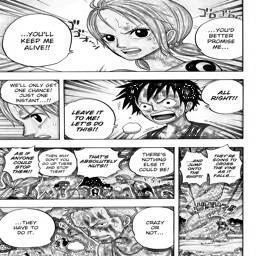 YOU'D
BETTER
PROMISE
ME...
...YOU'LL
KEEP ME
ALIVE!!
ALL
RIGHT!!
LEAVE IT
TO ME!
LET'S DO
THIS!!
WE'LL ONLY GET
ONE CHANCE!
JUST ONE
INSTANT...!!
THEY'RE
GOING TO
CROSS
THE VINE
AS IT
FALLS...
...AND
JUMP
ONTO
THE
SHIP!!
THERE'S
NOTHING
ELSE IT
COULD BE!
THAT'S
ABSOLUTELY
NUTS!!
THEN WHY DON'T
YOU GO UP
THERE AND STOP
THEM?
AS IF
ANYONE
COULD STOP
THEM!!
CRAZY
OR
NOT...
...THEY
HAVE TO
DO IT.